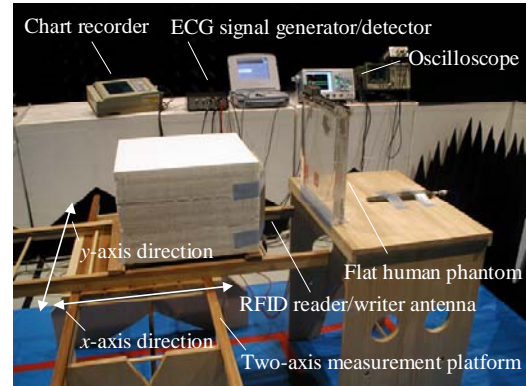 Chart recorder
ECG signal generator/detector
Oscilloscope
y-axis direction
Flat human phantom
RFID reader/writer antenna
x-axis direction
Two-axis measurement platform